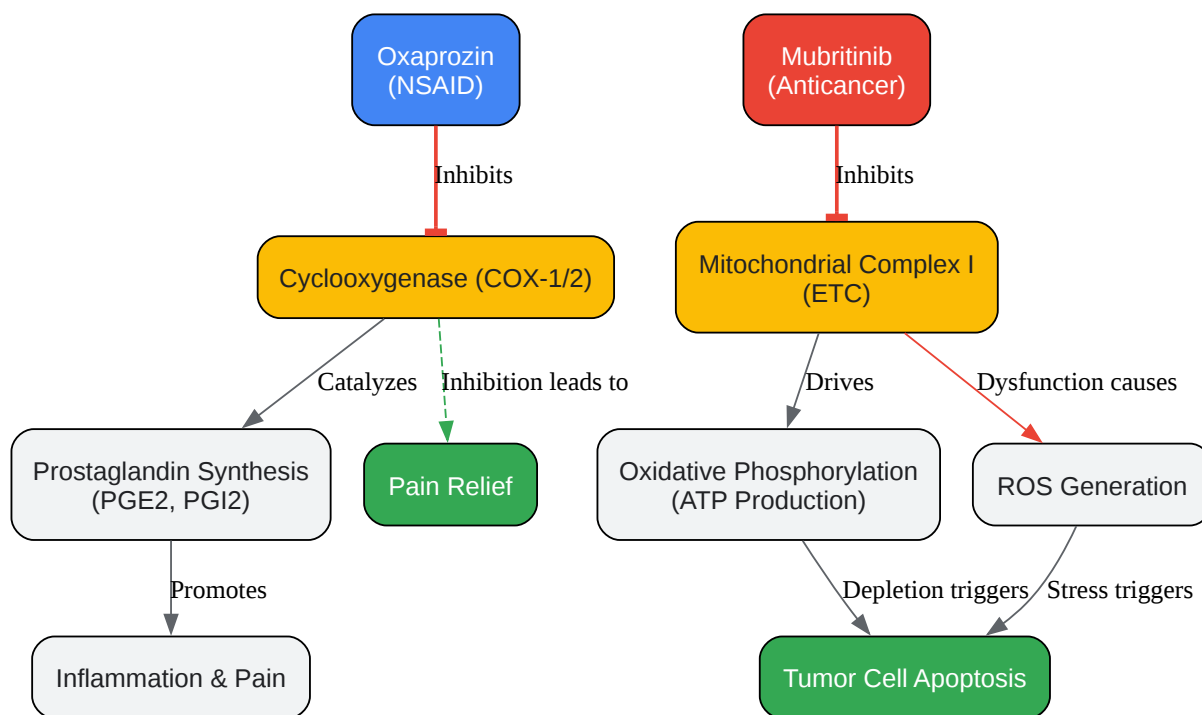 Oxaprozin
(NSAID)
Mubritinib
(Anticancer)
Inhibits
Inhibits
Cyclooxygenase (COX-1/2)
Mitochondrial Complex I
(ETC)
Catalyzes
Inhibition leads to
Drives
Dysfunction causes
Prostaglandin Synthesis
(PGE2, PGI2)
Pain Relief
Oxidative Phosphorylation
(ATP Production)
ROS Generation
Promotes
Depletion triggers
Stress triggers
Inflammation & Pain
Tumor Cell Apoptosis